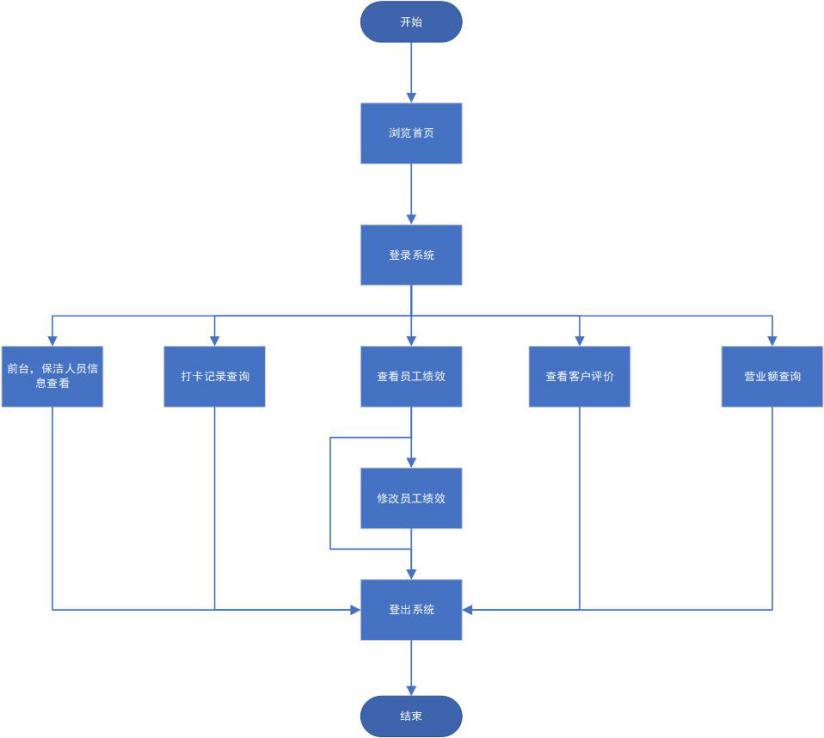 开始
浏览首页
登录系统
前台，保洁人员信
息查看
打卡记录查询
查看员工绩效
查看客户评价
营业额查询
修改员工绩效
登出系统
结束